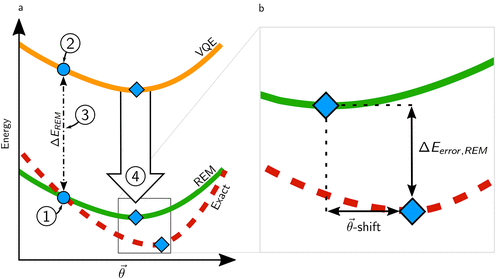 a
b
2
VQE
3
ΔE_REM
Energy
4
REM
Exact
1
θ⃗
ΔE_error,REM
θ⃗-shift